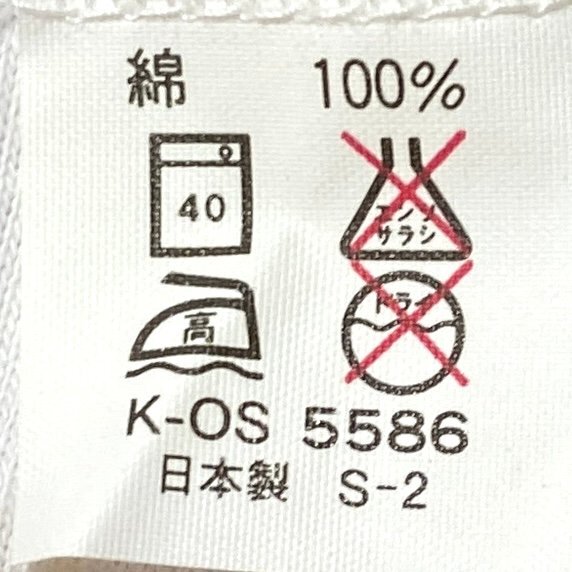 綿 100%
40
エンソ
サラシ
高
ドライ
K-OS 5586
日本製 S-2